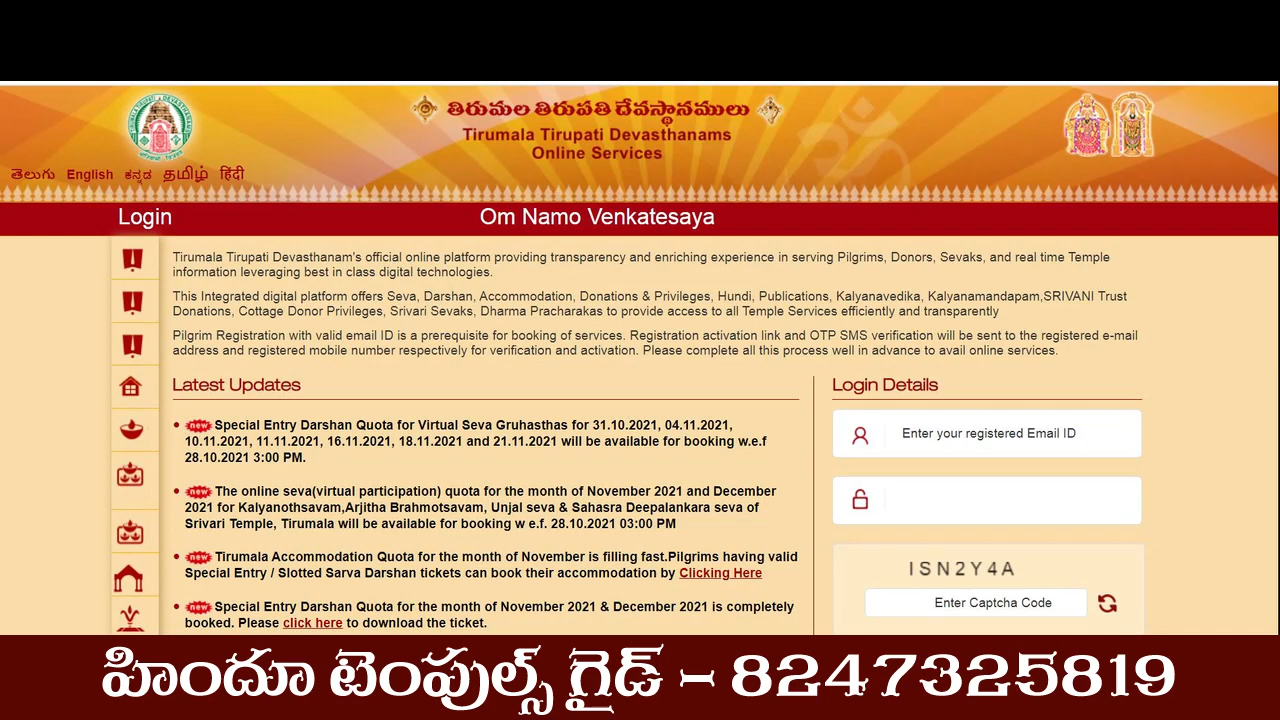 తిరుమల తిరుపతి దేవస్థానములు
Tirumala Tirupati Devasthanams
Online Services
తెలుగు English ಕನ್ನಡ தமிழ் हिंदी
Login Om Namo Venkatesaya
Tirumala Tirupati Devasthanam's official online platform providing transparency and enriching experience in serving Pilgrims, Donors, Sevaks, and real time Temple
information leveraging best in class digital technologies.
This Integrated digital platform offers Seva, Darshan, Accommodation, Donations & Privileges, Hundi, Publications, Kalyanavedika, Kalyanamandapam,SRIVANI Trust
Donations, Cottage Donor Privileges, Srivari Sevaks, Dharma Pracharakas to provide access to all Temple Services efficiently and transparently
Pilgrim Registration with valid email ID is a prerequisite for booking of services. Registration activation link and OTP SMS verification will be sent to the registered e-mail
address and registered mobile number respectively for verification and activation. Please complete all this process well in advance to avail online services.
Latest Updates
new Special Entry Darshan Quota for Virtual Seva Gruhasthas for 31.10.2021, 04.11.2021,
10.11.2021, 11.11.2021, 16.11.2021, 18.11.2021 and 21.11.2021 will be available for booking w.e.f
28.10.2021 3:00 PM.
new The online seva(virtual participation) quota for the month of November 2021 and December
2021 for Kalyanothsavam,Arjitha Brahmotsavam, Unjal seva & Sahasra Deepalankara seva of
Srivari Temple, Tirumala will be available for booking w e.f. 28.10.2021 03:00 PM
new Tirumala Accommodation Quota for the month of November is filling fast.Pilgrims having valid
Special Entry / Slotted Sarva Darshan tickets can book their accommodation by Clicking Here
new Special Entry Darshan Quota for the month of November 2021 & December 2021 is completely
booked. Please click here to download the ticket.
Login Details
Enter your registered Email ID
ISN2Y4A
Enter Captcha Code
హిందూ టెంపుల్స్ గైడ్ - 8247325819